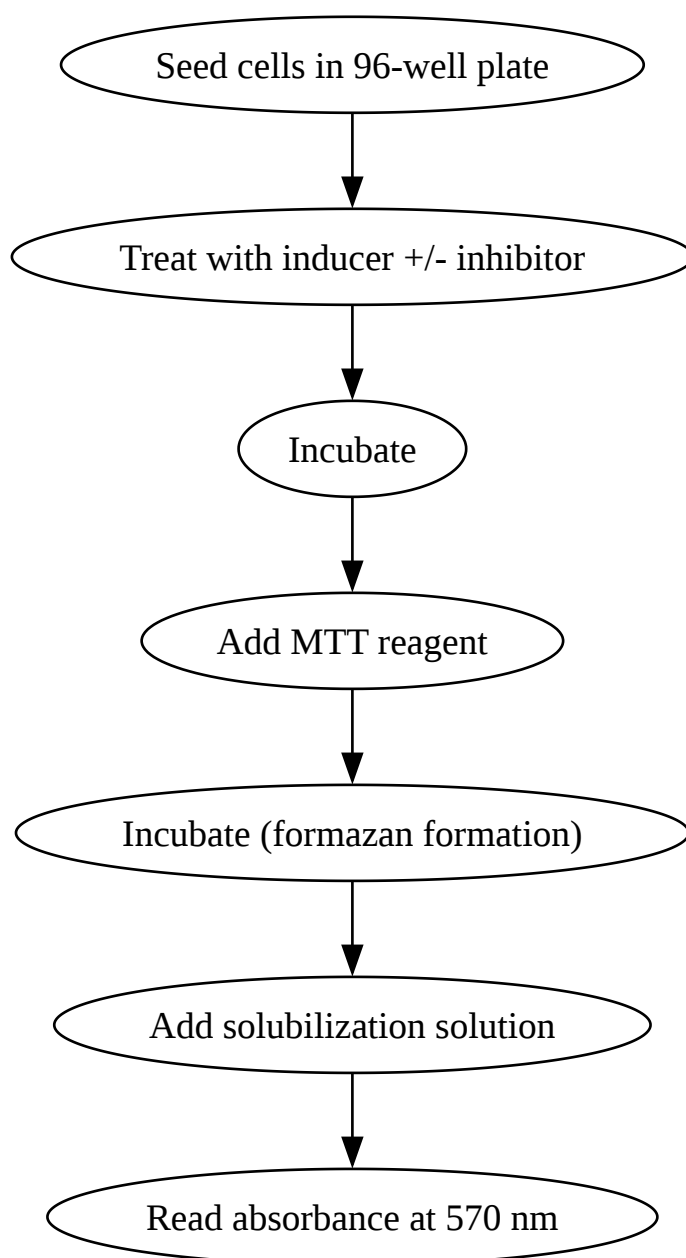 Seed cells in 96-well plate
Treat with inducer +/- inhibitor
Incubate
Add MTT reagent
Incubate (formazan formation)
Add solubilization solution
Read absorbance at 570 nm